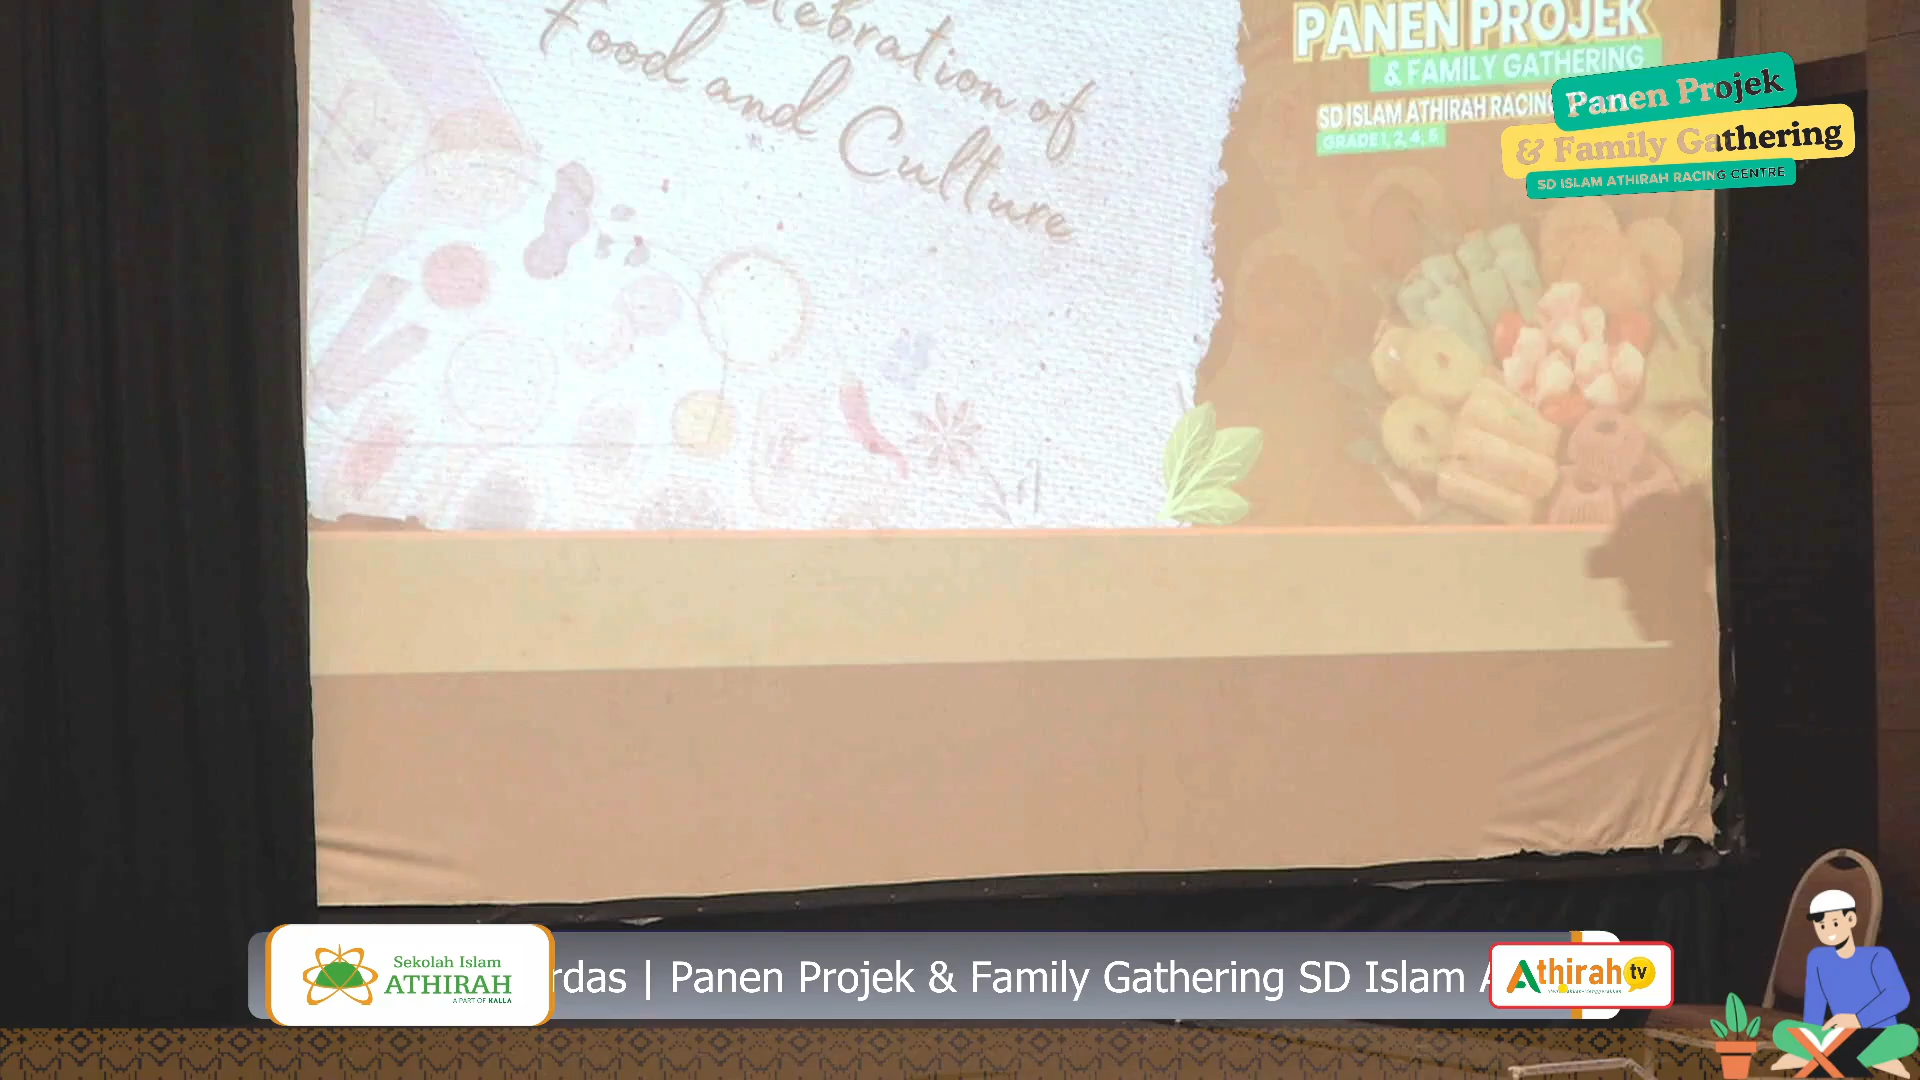 Celebration of
Food and Culture
PANEN PROJEK
& FAMILY GATHERING
SD ISLAM ATHIRAH RACING
GRADE 1, 2, 4, 5
Panen Projek
& Family Gathering
SD ISLAM ATHIRAH RACING CENTRE
Sekolah Islam
ATHIRAH
A PART OF KALLA
rdas | Panen Projek & Family Gathering SD Islam A
Athirah tv